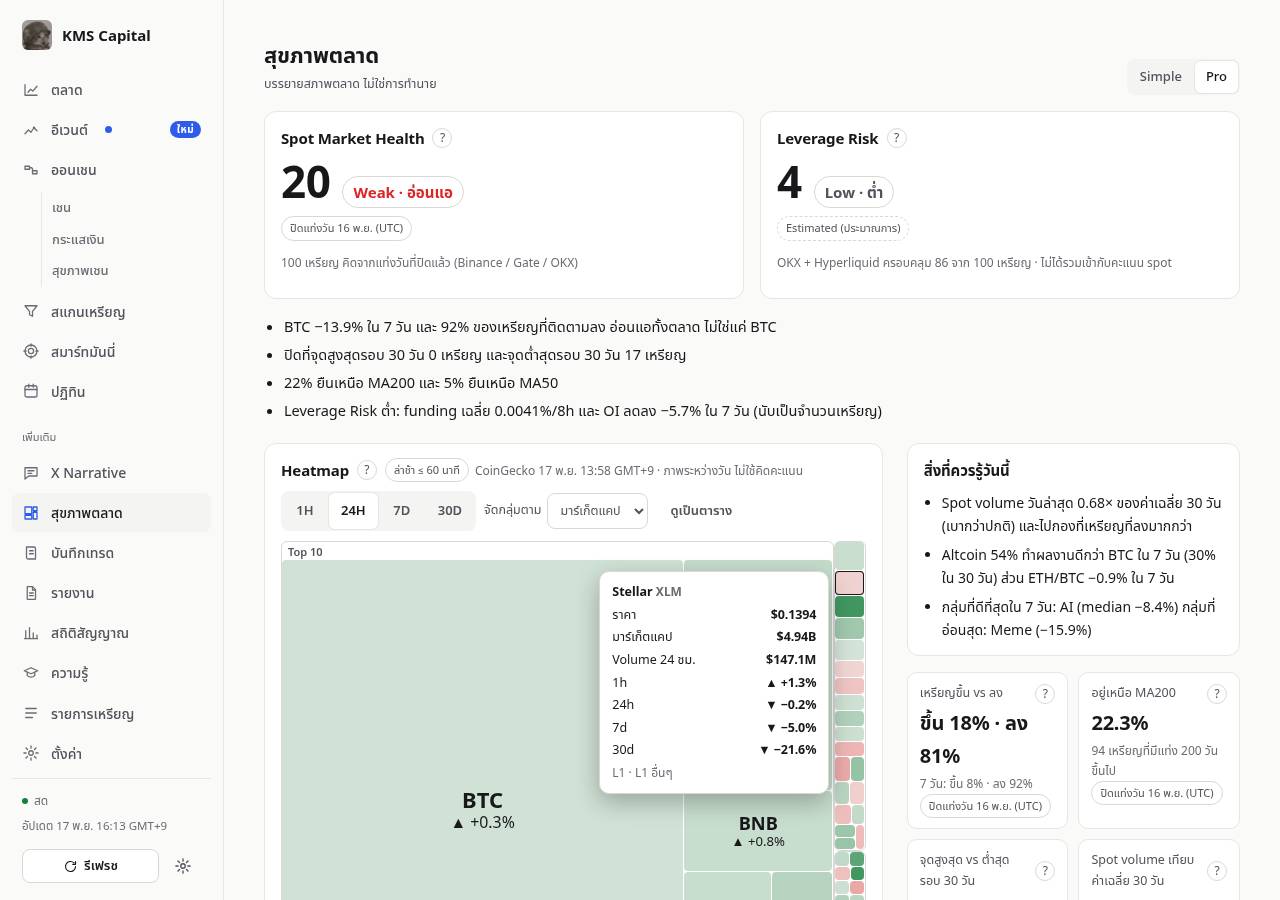 KMS Capital
ตลาด
อีเวนต์
ใหม่
ออนเชน
เชน
กระแสเงิน
สุขภาพเชน
สแกนเหรียญ
สมาร์ทมันนี่
ปฏิทิน
เพิ่มเติม
X Narrative
สุขภาพตลาด
บันทึกเทรด
รายงาน
สถิติสัญญาณ
ความรู้
รายการเหรียญ
ตั้งค่า
สด
อัปเดต 17 พ.ย. 16:13 GMT+9
รีเฟรช
สุขภาพตลาด
บรรยายสภาพตลาด ไม่ใช่การทำนาย
Simple
Pro
Spot Market Health ?
20 Weak · อ่อนแอ
ปิดแท่งวัน 16 พ.ย. (UTC)
100 เหรียญ คิดจากแท่งวันที่ปิดแล้ว (Binance / Gate / OKX)
Leverage Risk ?
4 Low · ต่ำ
Estimated (ประมาณการ)
OKX + Hyperliquid ครอบคลุม 86 จาก 100 เหรียญ · ไม่ได้รวมเข้ากับคะแนน spot
• BTC −13.9% ใน 7 วัน และ 92% ของเหรียญที่ติดตามลง อ่อนแอทั้งตลาด ไม่ใช่แค่ BTC
• ปิดที่จุดสูงสุดรอบ 30 วัน 0 เหรียญ และจุดต่ำสุดรอบ 30 วัน 17 เหรียญ
• 22% ยืนเหนือ MA200 และ 5% ยืนเหนือ MA50
• Leverage Risk ต่ำ: funding เฉลี่ย 0.0041%/8h และ OI ลดลง −5.7% ใน 7 วัน (นับเป็นจำนวนเหรียญ)
Heatmap ? ล่าช้า ≤ 60 นาที CoinGecko 17 พ.ย. 13:58 GMT+9 · ภาพระหว่างวัน ไม่ใช้คิดคะแนน
1H 24H 7D 30D จัดกลุ่มตาม มาร์เก็ตแคป ดูเป็นตาราง
Top 10
Stellar XLM
ราคา $0.1394
มาร์เก็ตแคป $4.94B
Volume 24 ชม. $147.1M
1h ▲ +1.3%
24h ▼ −0.2%
7d ▼ −5.0%
30d ▼ −21.6%
L1 · L1 อื่นๆ
BTC
▲ +0.3%
BNB
▲ +0.8%
สิ่งที่ควรรู้วันนี้
• Spot volume วันล่าสุด 0.68× ของค่าเฉลี่ย 30 วัน
(เบากว่าปกติ) และไปกองที่เหรียญที่ลงมากกว่า
• Altcoin 54% ทำผลงานดีกว่า BTC ใน 7 วัน (30%
ใน 30 วัน) ส่วน ETH/BTC −0.9% ใน 7 วัน
• กลุ่มที่ดีที่สุดใน 7 วัน: AI (median −8.4%) กลุ่มที่
อ่อนสุด: Meme (−15.9%)
เหรียญขึ้น vs ลง ?
ขึ้น 18% · ลง
81%
7 วัน: ขึ้น 8% · ลง 92%
ปิดแท่งวัน 16 พ.ย. (UTC)
อยู่เหนือ MA200 ?
22.3%
94 เหรียญที่มีแท่ง 200 วัน
ขึ้นไป
ปิดแท่งวัน 16 พ.ย. (UTC)
จุดสูงสุด vs ต่ำสุด
รอบ 30 วัน ?
Spot volume เทียบ
ค่าเฉลี่ย 30 วัน ?